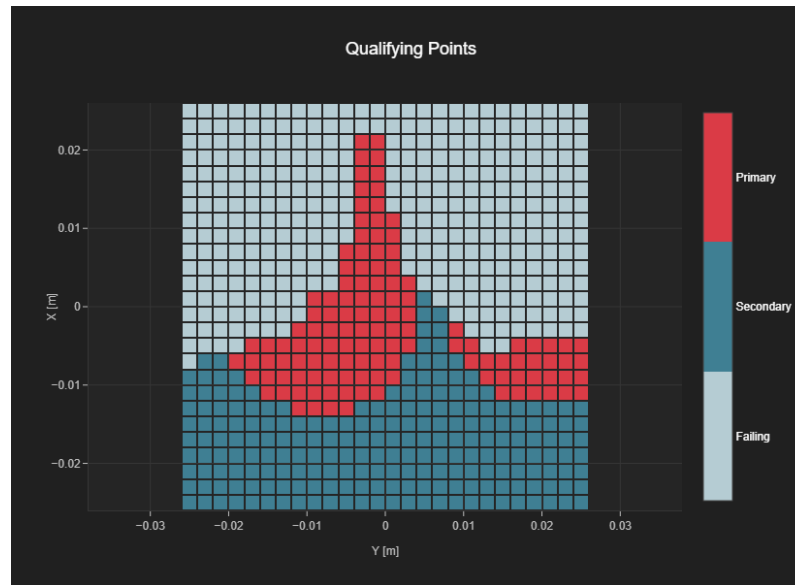 Qualifying Points
0.02
0.01
0
−0.01
−0.02
X [m]
−0.03
−0.02
−0.01
0
0.01
0.02
0.03
Y [m]
Primary
Secondary
Failing